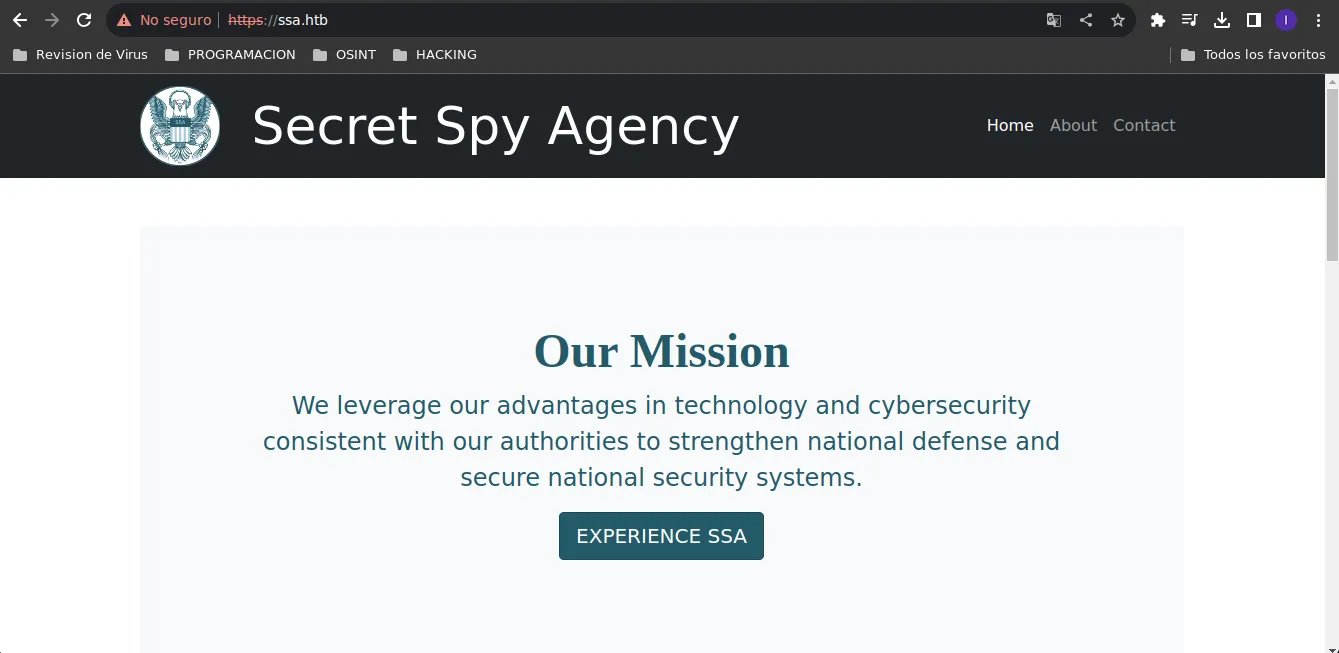 No seguro https://ssa.htb
I
Revision de Virus PROGRAMACION OSINT HACKING Todos los favoritos
SSA
Secret Spy Agency
Home About Contact
Our Mission
We leverage our advantages in technology and cybersecurity
consistent with our authorities to strengthen national defense and
secure national security systems.
EXPERIENCE SSA